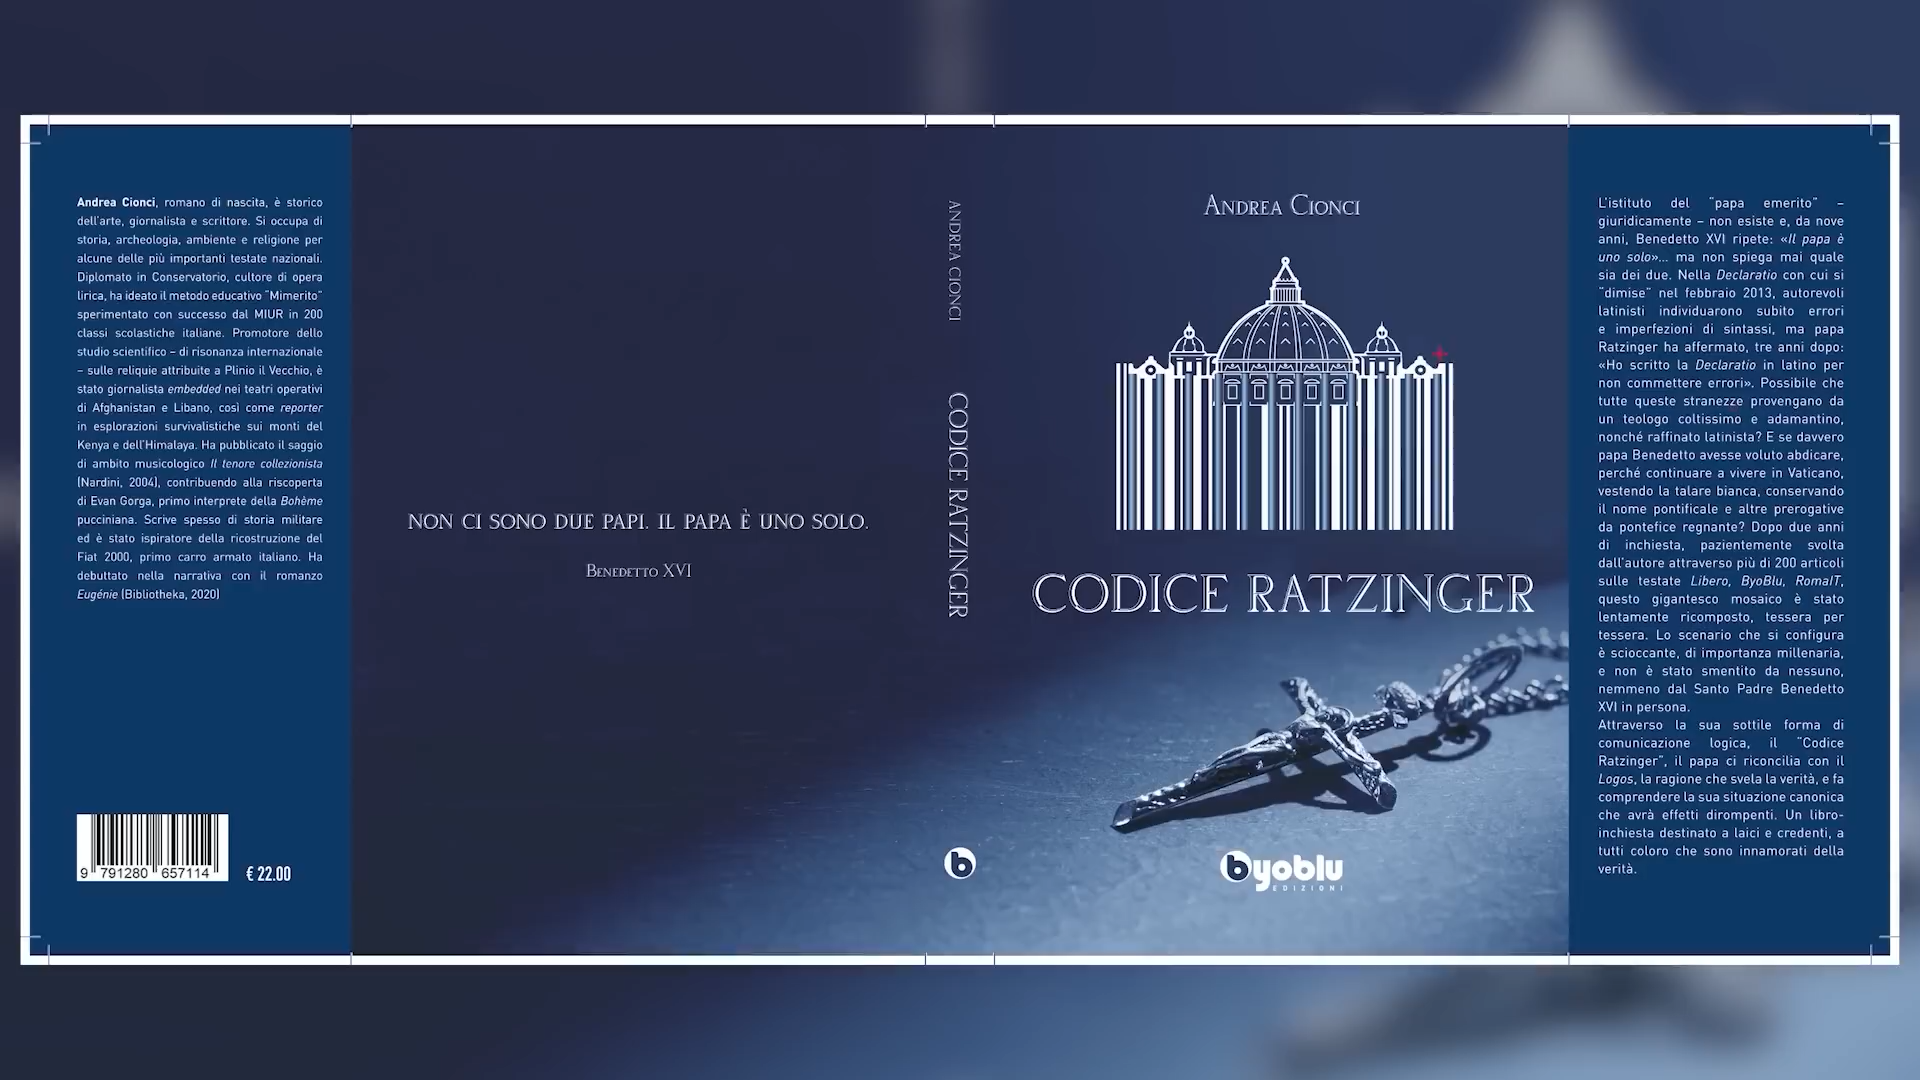 Andrea Cionci, romano di nascita, è storico
dell'arte, giornalista e scrittore. Si occupa di
storia, archeologia, ambiente e religione per
alcune delle più importanti testate nazionali.
Diplomato in Conservatorio, cultore di opera
lirica, ha ideato il metodo educativo "Mimerito"
sperimentato con successo dal MIUR in 200
classi scolastiche italiane. Promotore dello
studio scientifico – di risonanza internazionale
– sulle reliquie attribuite a Plinio il Vecchio, è
stato giornalista embedded nei teatri operativi
di Afghanistan e Libano, così come reporter
in esplorazioni survivalistiche sui monti del
Kenya e dell'Himalaya. Ha pubblicato il saggio
di ambito musicologico Il tenore collezionista
(Nardini, 2004), contribuendo alla riscoperta
di Evan Gorga, primo interprete della Bohème
pucciniana. Scrive spesso di storia militare
ed è stato ispiratore della ricostruzione del
Fiat 2000, primo carro armato italiano. Ha
debuttato nella narrativa con il romanzo
Eugénie (Bibliotheka, 2020)
9 791280 657114
€ 22.00
NON CI SONO DUE PAPI. IL PAPA È UNO SOLO.
BENEDETTO XVI
ANDREA CIONCI
CODICE RATZINGER
b
ANDREA CIONCI
CODICE RATZINGER
byoblu
EDIZIONI
L'istituto del "papa emerito" –
giuridicamente – non esiste e, da nove
anni, Benedetto XVI ripete: «Il papa è
uno solo»... ma non spiega mai quale
sia dei due. Nella Declaratio con cui si
"dimise" nel febbraio 2013, autorevoli
latinisti individuarono subito errori
e imperfezioni di sintassi, ma papa
Ratzinger ha affermato, tre anni dopo:
«Ho scritto la Declaratio in latino per
non commettere errori». Possibile che
tutte queste stranezze provengano da
un teologo coltissimo e adamantino,
nonché raffinato latinista? E se davvero
papa Benedetto avesse voluto abdicare,
perché continuare a vivere in Vaticano,
vestendo la talare bianca, conservando
il nome pontificale e altre prerogative
da pontefice regnante? Dopo due anni
di inchiesta, pazientemente svolta
dall'autore attraverso più di 200 articoli
sulle testate Libero, ByoBlu, RomaIT,
questo gigantesco mosaico è stato
lentamente ricomposto, tessera per
tessera. Lo scenario che si configura
è scioccante, di importanza millenaria,
e non è stato smentito da nessuno,
nemmeno dal Santo Padre Benedetto
XVI in persona.
Attraverso la sua sottile forma di
comunicazione logica, il "Codice
Ratzinger", il papa ci riconcilia con il
Logos, la ragione che svela la verità, e fa
comprendere la sua situazione canonica
che avrà effetti dirompenti. Un libro-
inchiesta destinato a laici e credenti, a
tutti coloro che sono innamorati della
verità.